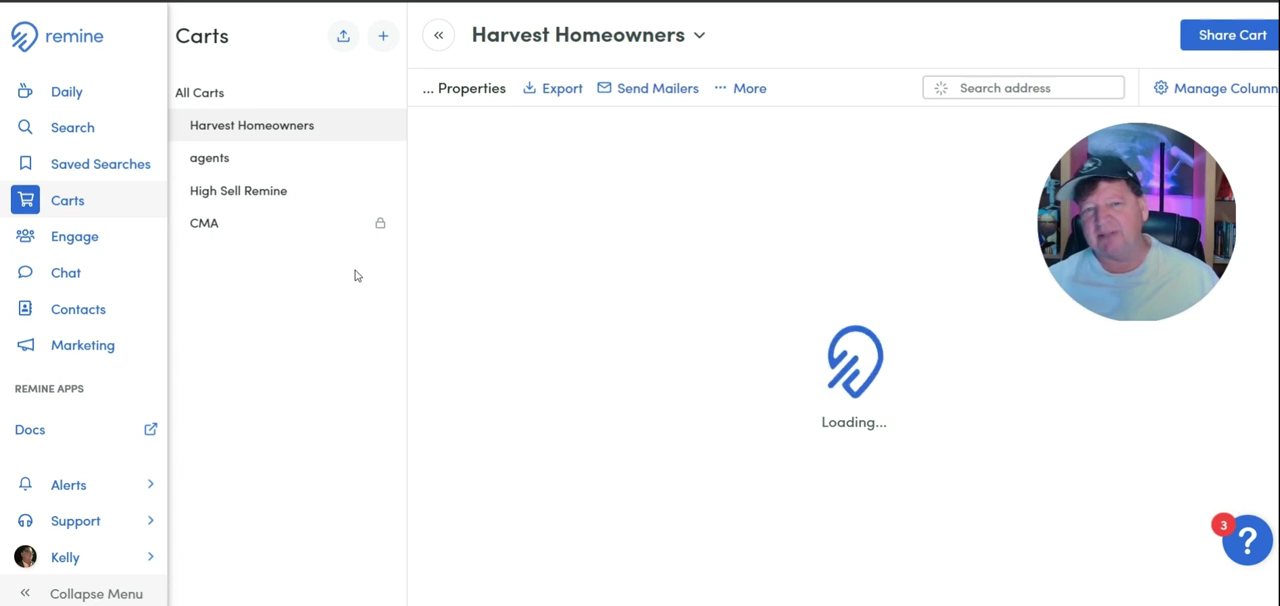 remine
Daily
Search
Saved Searches
Carts
Engage
Chat
Contacts
Marketing
REMINE APPS
Docs
Alerts
Support
Kelly
Collapse Menu
Carts
All Carts
Harvest Homeowners
agents
High Sell Remine
CMA
Harvest Homeowners
Share Cart
... Properties
Export
Send Mailers
More
Search address
Manage Column
Loading...
3
?